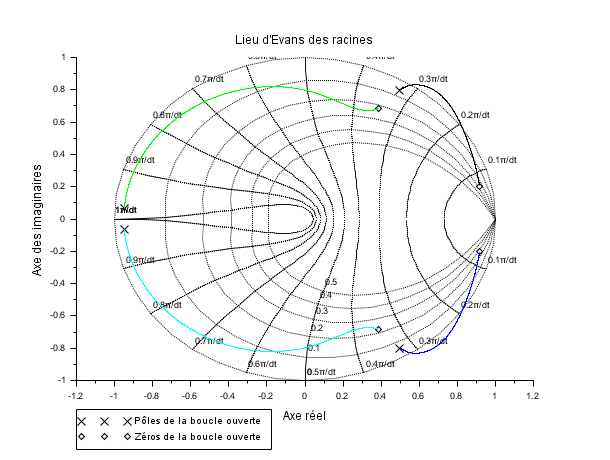 Lieu d'Evans des racines
1
0.8
0.6
0.4
0.2
0
-0.2
-0.4
-0.6
-0.8
-1
Axe des imaginaires
0.7π/dt
0.3π/dt
0.8π/dt
0.2π/dt
0.9π/dt
0.1π/dt
1π/dt
0.9π/dt
0.1π/dt
0.8π/dt
0.2π/dt
0.7π/dt
0.3π/dt
0.6π/dt
0.5π/dt
0.4π/dt
0.5
0.4
0.3
0.2
0.1
-1.2 -1 -0.8 -0.6 -0.4 -0.2 0 0.2 0.4 0.6 0.8 1 1.2
Axe réel
Pôles de la boucle ouverte
Zéros de la boucle ouverte